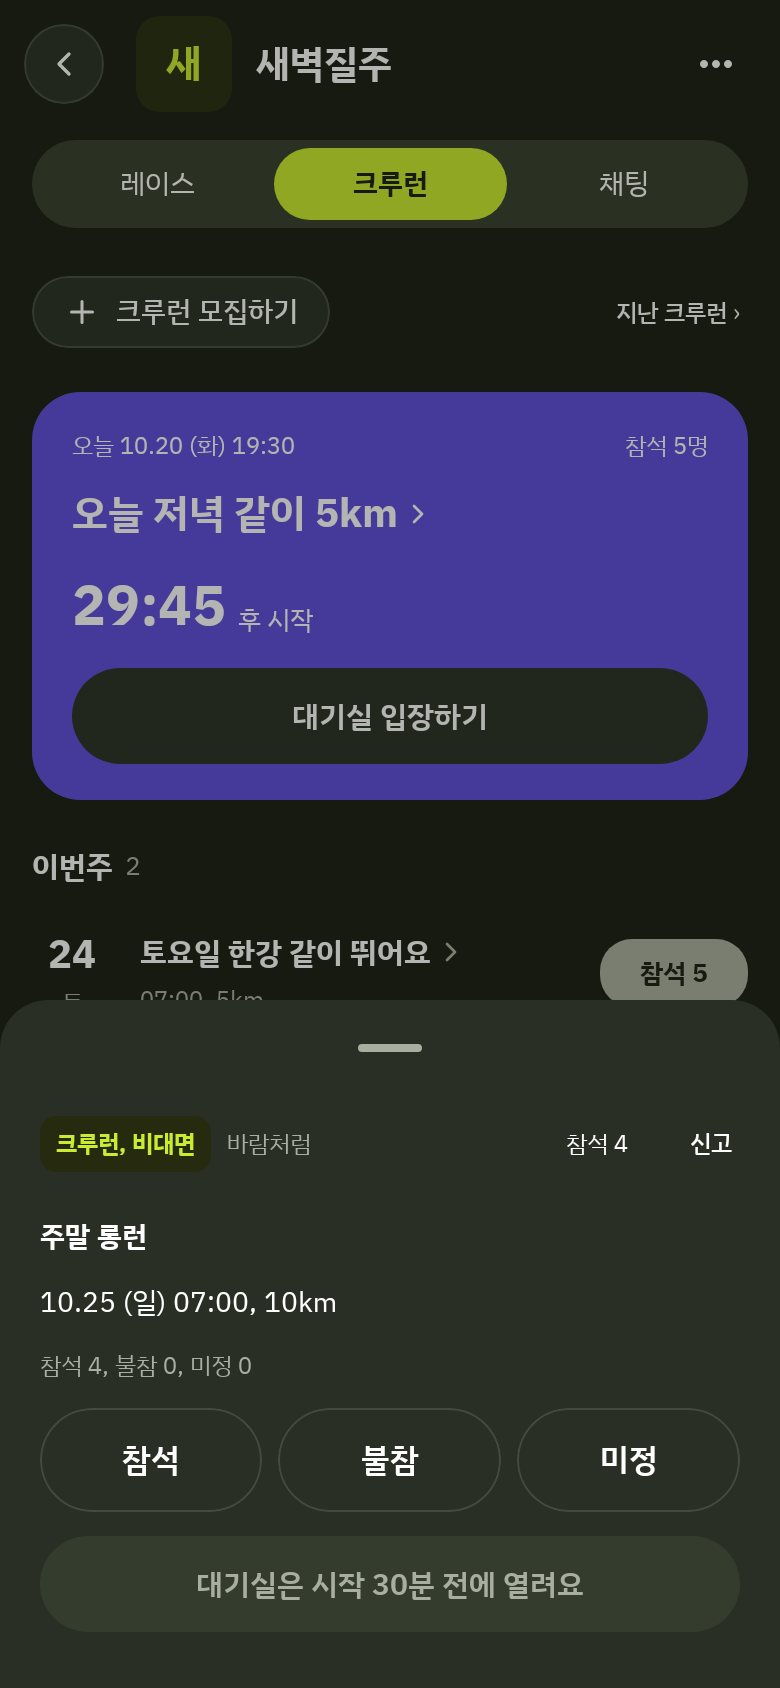 새 새벽질주
레이스 크루런 채팅
크루런 모집하기 지난 크루런 ›
오늘 10.20 (화) 19:30 참석 5명
오늘 저녁 같이 5km
29:45 후 시작
대기실 입장하기
이번주 2
24 토요일 한강 같이 뛰어요 참석 5
토 07:00, 5km
크루런, 비대면 바람처럼 참석 4 신고
주말 롱런
10.25 (일) 07:00, 10km
참석 4, 불참 0, 미정 0
참석 불참 미정
대기실은 시작 30분 전에 열려요